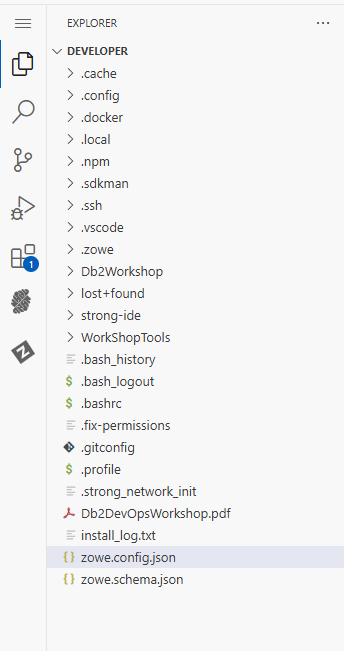 EXPLORER
DEVELOPER
.cache
.config
.docker
.local
.npm
.sdkman
.ssh
.vscode
.zowe
1
Db2Workshop
lost+found
strong-ide
WorkShopTools
.bash_history
$ .bash_logout
$ .bashrc
.fix-permissions
.gitconfig
$ .profile
.strong_network_init
Db2DevOpsWorkshop.pdf
install_log.txt
{} zowe.config.json
{} zowe.schema.json